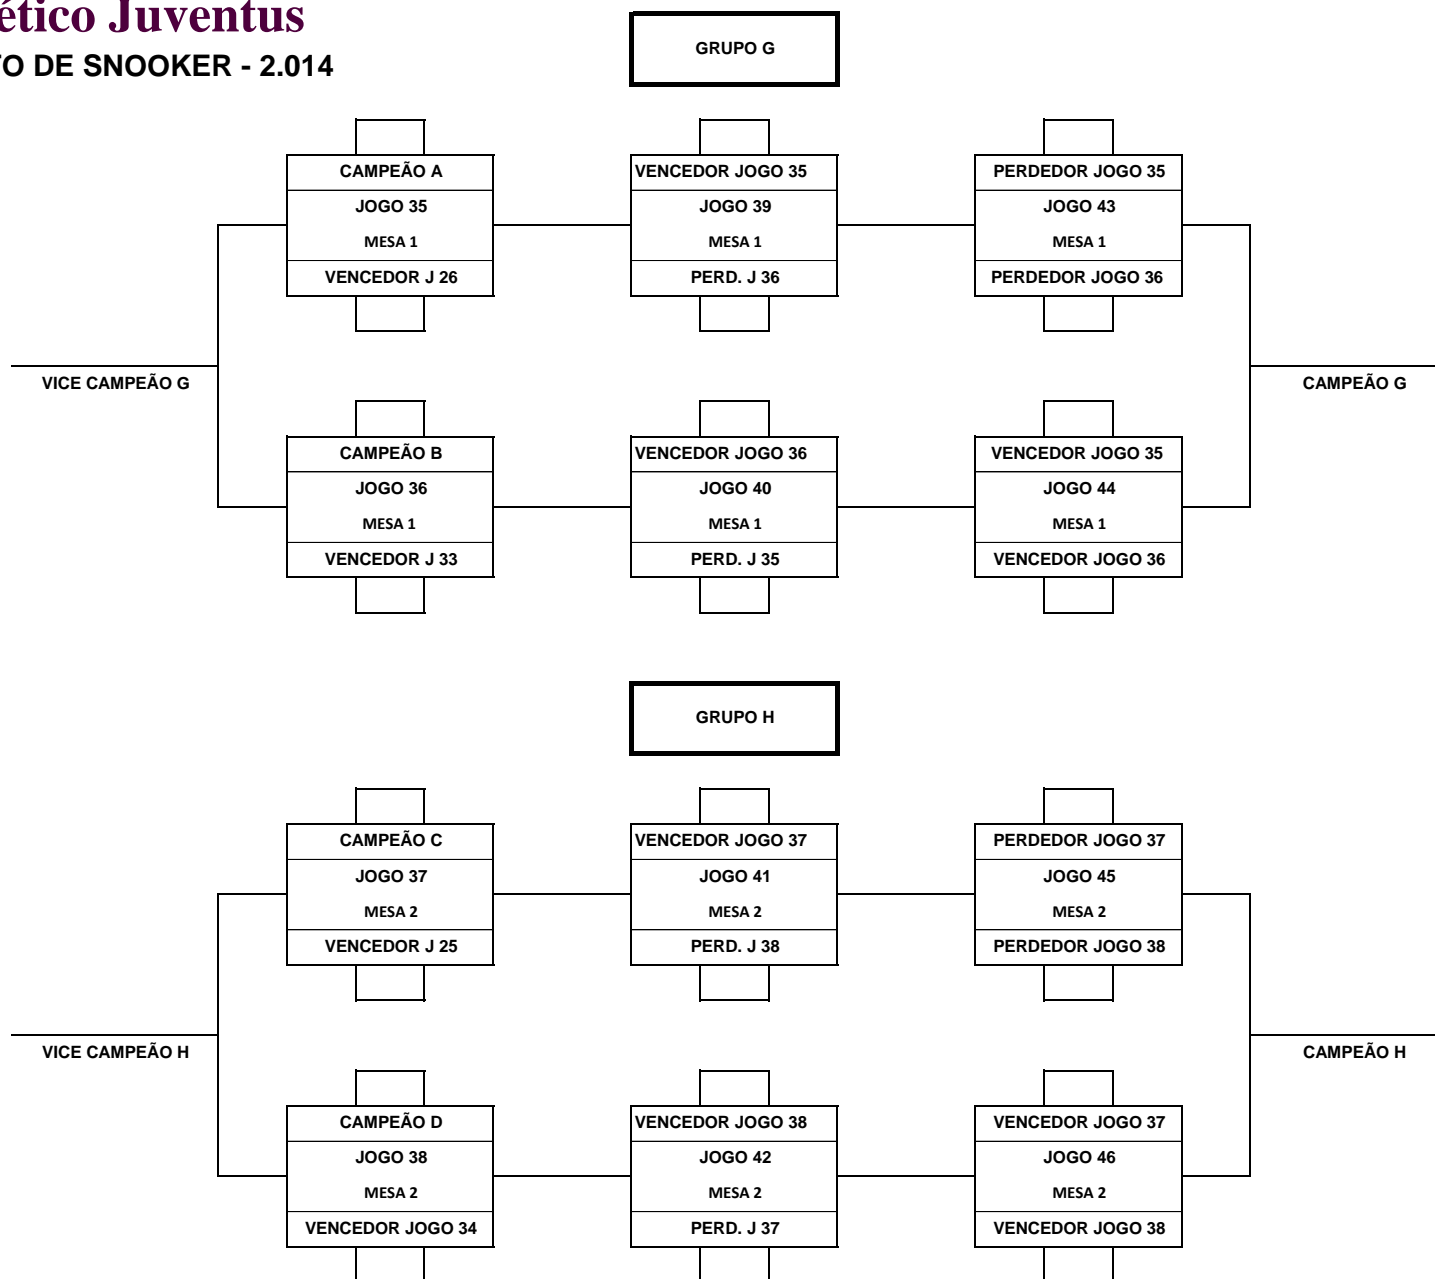 ético Juventus
TO DE SNOOKER - 2.014
GRUPO G
CAMPEÃO A
JOGO 35
MESA 1
VENCEDOR J 26
VENCEDOR JOGO 35
JOGO 39
MESA 1
PERD. J 36
PERDEDOR JOGO 35
JOGO 43
MESA 1
PERDEDOR JOGO 36
VICE CAMPEÃO G
CAMPEÃO G
CAMPEÃO B
JOGO 36
MESA 1
VENCEDOR J 33
VENCEDOR JOGO 36
JOGO 40
MESA 1
PERD. J 35
VENCEDOR JOGO 35
JOGO 44
MESA 1
VENCEDOR JOGO 36
GRUPO H
CAMPEÃO C
JOGO 37
MESA 2
VENCEDOR J 25
VENCEDOR JOGO 37
JOGO 41
MESA 2
PERD. J 38
PERDEDOR JOGO 37
JOGO 45
MESA 2
PERDEDOR JOGO 38
VICE CAMPEÃO H
CAMPEÃO H
CAMPEÃO D
JOGO 38
MESA 2
VENCEDOR JOGO 34
VENCEDOR JOGO 38
JOGO 42
MESA 2
PERD. J 37
VENCEDOR JOGO 37
JOGO 46
MESA 2
VENCEDOR JOGO 38